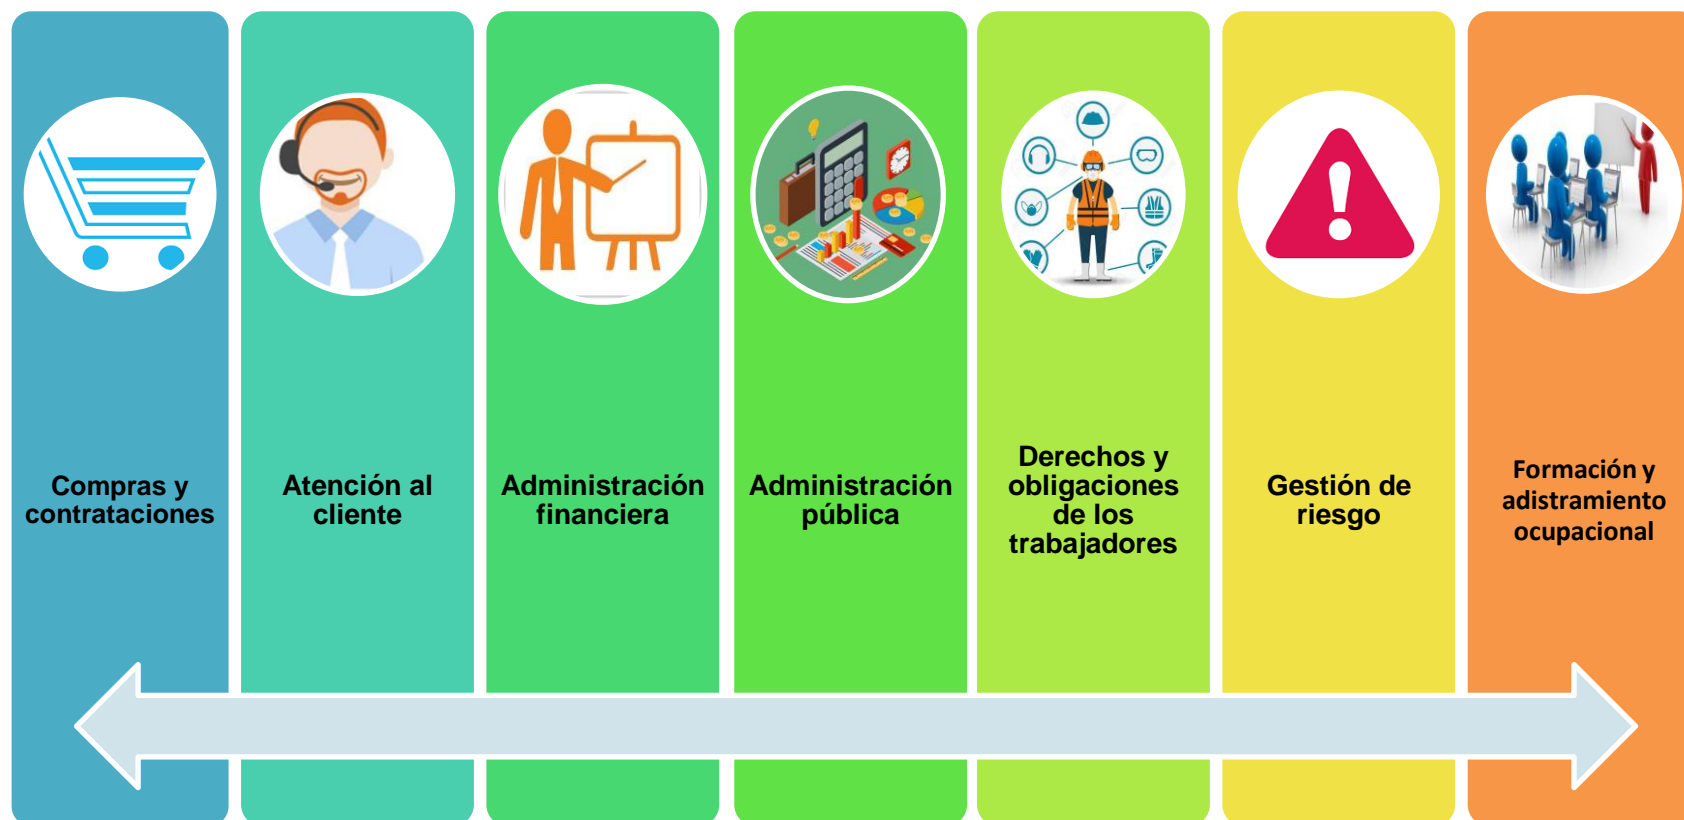 Compras y
contrataciones
Atención al
cliente
Administración
financiera
Administración
pública
Derechos y
obligaciones
de los
trabajadores
Gestión de
riesgo
Formación y
adistramiento
ocupacional